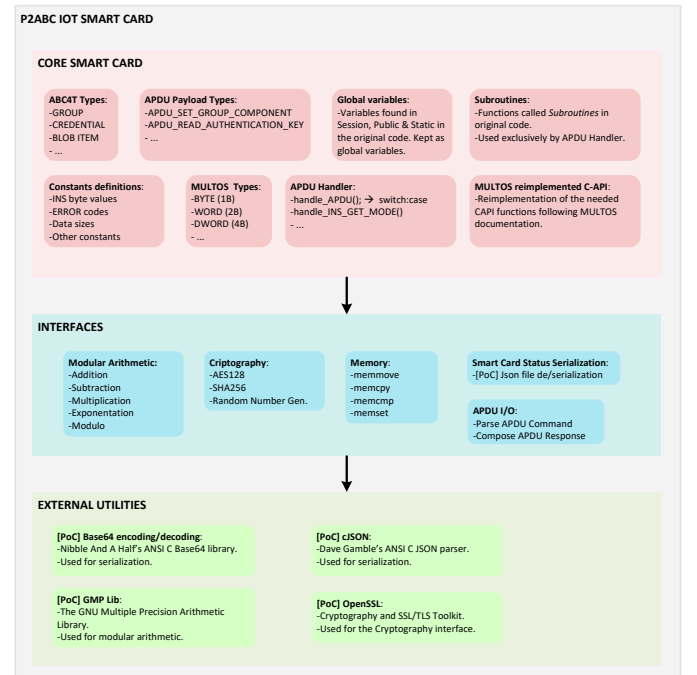 P2ABC IOT SMART CARD
CORE SMART CARD
ABC4T Types:
-GROUP
-CREDENTIAL
-BLOB ITEM
- ...
APDU Payload Types:
-APDU_SET_GROUP_COMPONENT
-APDU_READ_AUTHENTICATION_KEY
- ...
Global variables:
-Variables found in
Session, Public & Static in
the original code. Kept as
global variables.
Subroutines:
-Functions called Subroutines in
original code.
-Used exclusively by APDU Handler.
Constants definitions:
-INS byte values
-ERROR codes
-Data sizes
-Other constants
MULTOS Types:
-BYTE (1B)
-WORD (2B)
-DWORD (4B)
- ...
APDU Handler:
-handle_APDU(); → switch:case
-handle_INS_GET_MODE()
- ...
MULTOS reimplemented C-API:
-Reimplementation of the needed
CAPI functions following MULTOS
documentation.
INTERFACES
Modular Arithmetic:
-Addition
-Subtraction
-Multiplication
-Exponentation
-Modulo
Criptography:
-AES128
-SHA256
-Random Number Gen.
Memory:
-memmove
-memcpy
-memcmp
-memset
Smart Card Status Serialization:
-[PoC] Json file de/serialization
APDU I/O:
-Parse APDU Command
-Compose APDU Response
EXTERNAL UTILITIES
[PoC] Base64 encoding/decoding:
-Nibble And A Half's ANSI C Base64 library.
-Used for serialization.
[PoC] cJSON:
-Dave Gamble's ANSI C JSON parser.
-Used for serialization.
[PoC] GMP Lib:
-The GNU Multiple Precision Arithmetic
Library.
-Used for modular arithmetic.
[PoC] OpenSSL:
-Cryptography and SSL/TLS Toolkit.
-Used for the Cryptography interface.